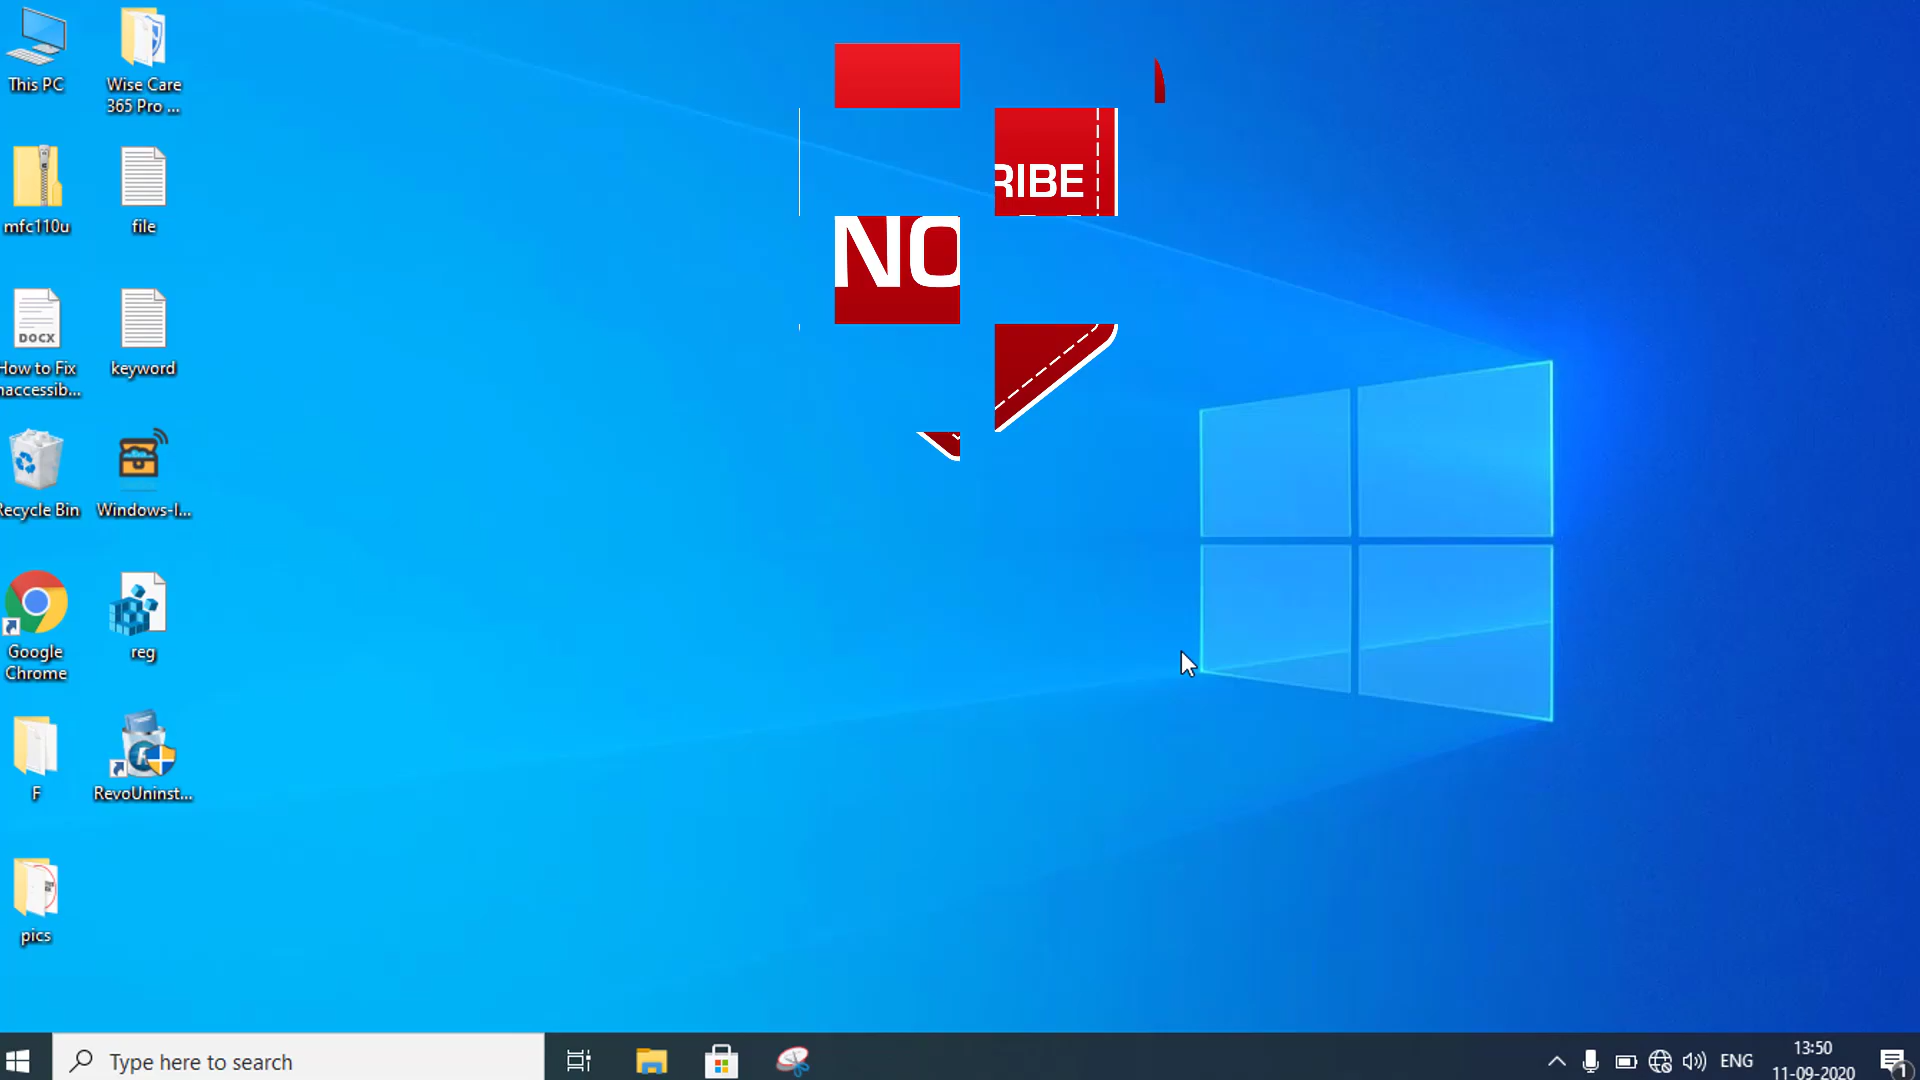 This PC
Wise Care
365 Pro ...
mfc110u
file
DOCX
How to Fix
naccessib...
keyword
Recycle Bin
Windows-I...
Google
Chrome
reg
F
RevoUninst...
pics
RIBE
NO
Type here to search
ENG
13:50
11-09-2020
1